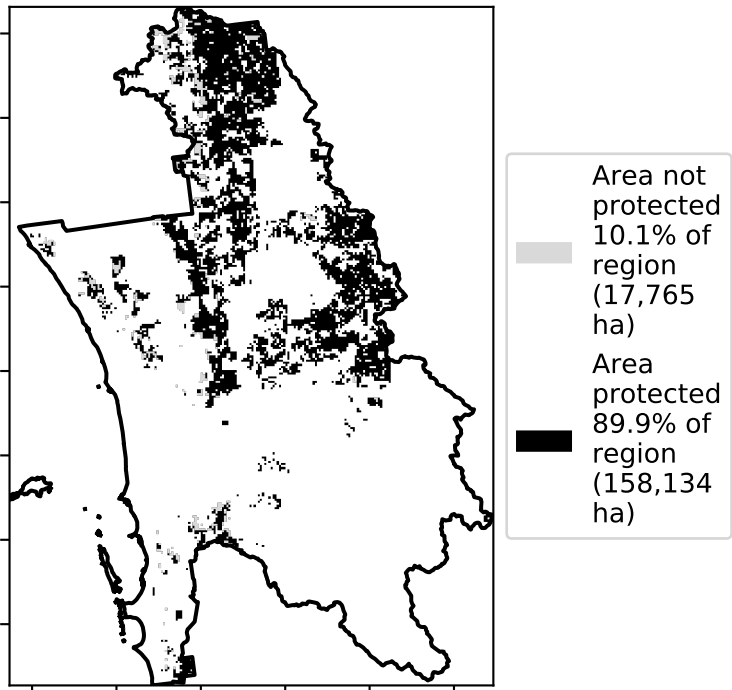 Area not
protected
10.1% of
region
(17,765
ha)
Area
protected
89.9% of
region
(158,134
ha)